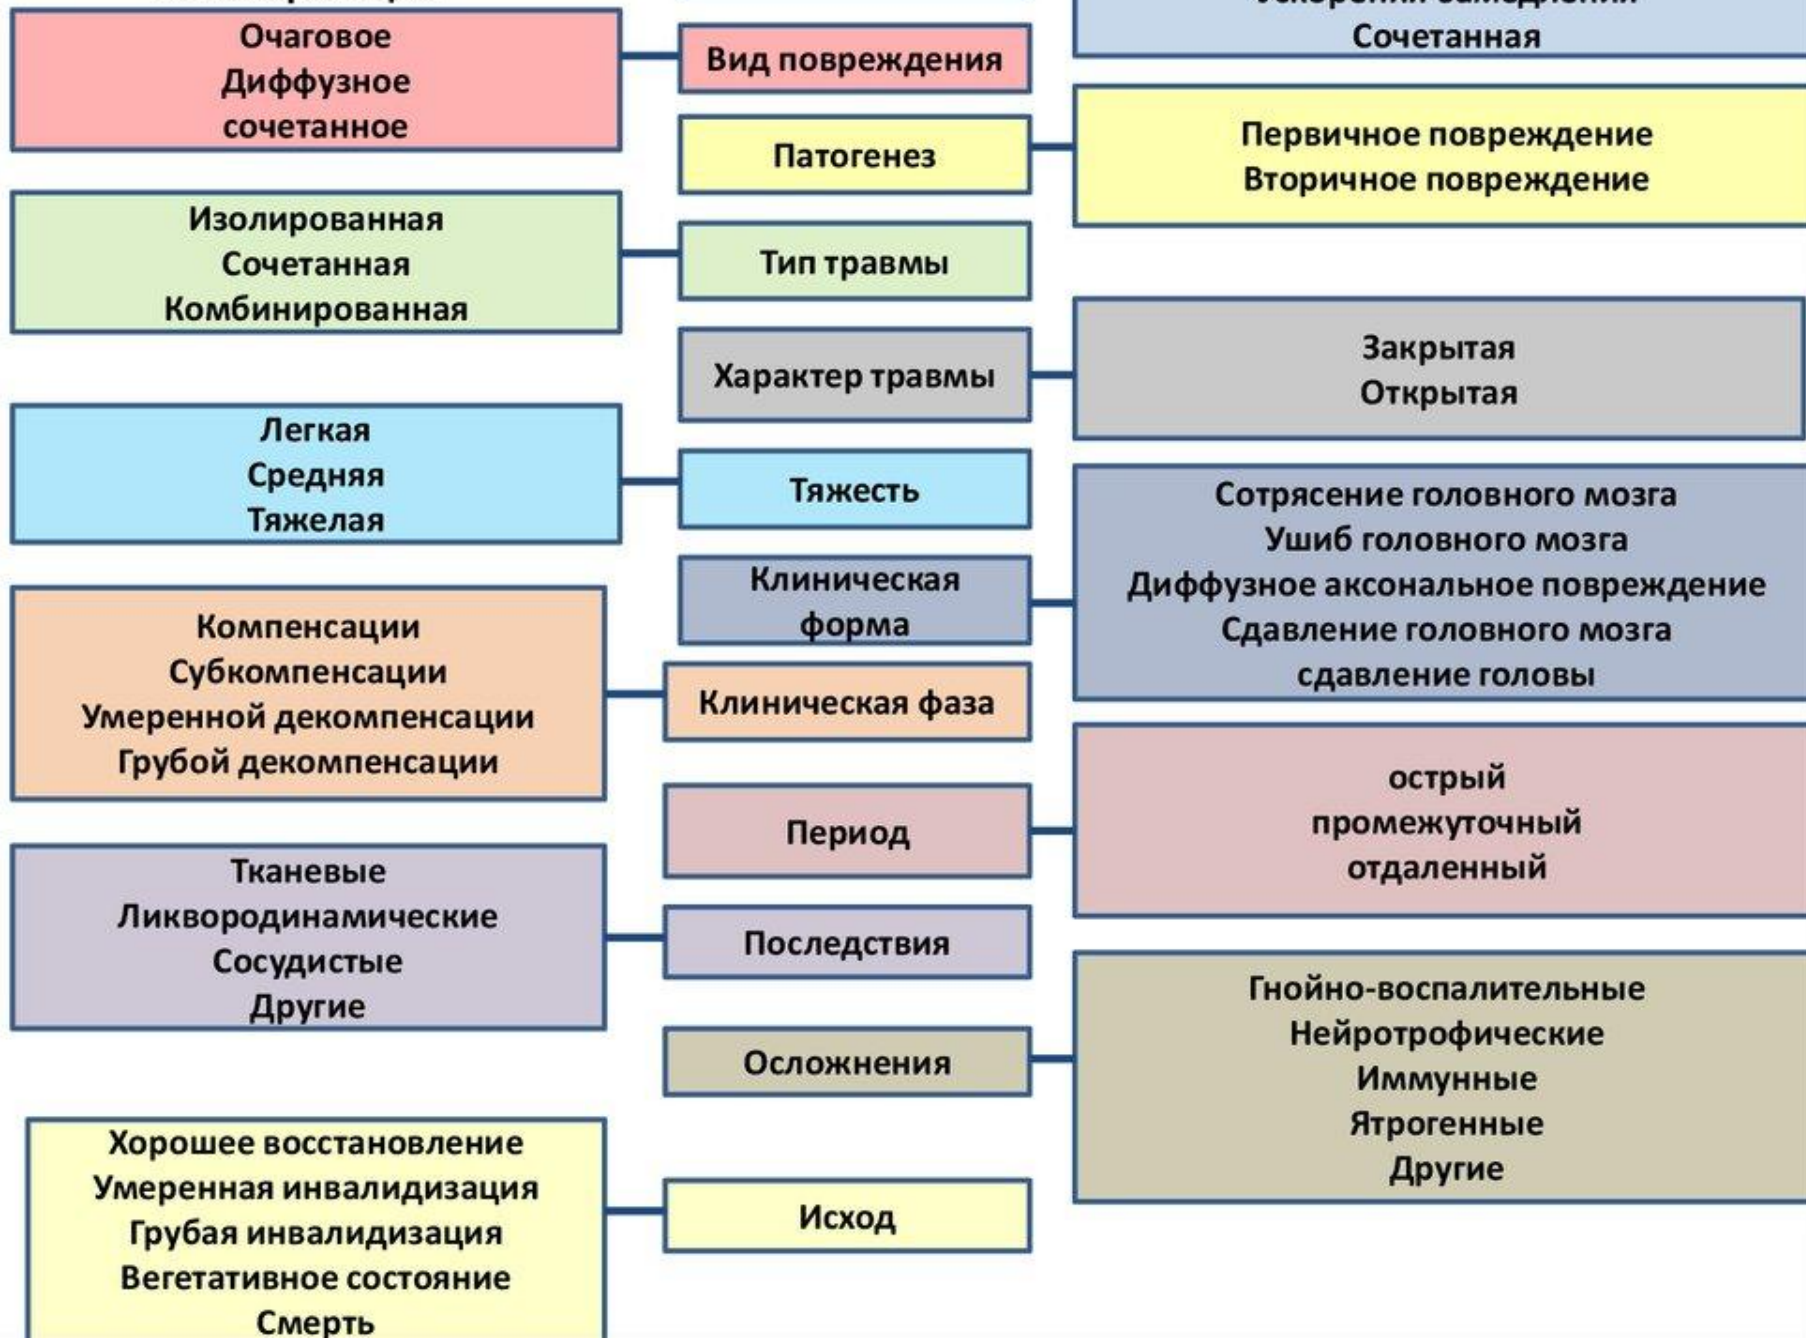 Сочетанная
Очаговое
Диффузное
сочетанное
Вид повреждения
Патогенез
Первичное повреждение
Вторичное повреждение
Изолированная
Сочетанная
Комбинированная
Тип травмы
Характер травмы
Закрытая
Открытая
Легкая
Средняя
Тяжелая
Тяжесть
Клиническая
форма
Сотрясение головного мозга
Ушиб головного мозга
Диффузное аксональное повреждение
Сдавление головного мозга
сдавление головы
Компенсации
Субкомпенсации
Умеренной декомпенсации
Грубой декомпенсации
Клиническая фаза
Период
острый
промежуточный
отдаленный
Тканевые
Ликвородинамические
Сосудистые
Другие
Последствия
Осложнения
Гнойно-воспалительные
Нейротрофические
Иммунные
Ятрогенные
Другие
Хорошее восстановление
Умеренная инвалидизация
Грубая инвалидизация
Вегетативное состояние
Смерть
Исход